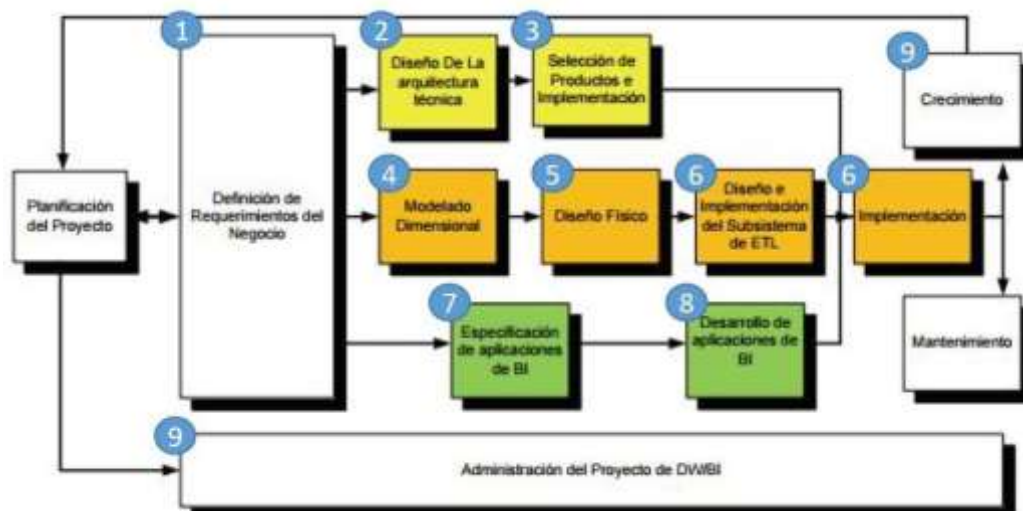 1
2
3
9
Diseño De La
arquitectura
técnica
Selección de
Productos e
Implementación
Crecimiento
Planificación
del Proyecto
Definición de
Requerimientos del
Negocio
4
Modelado
Dimensional
5
Diseño Físico
6
Diseño e
Implementación
del Subsistema
de ETL
6
Implementación
7
Especificación
de aplicaciones
de BI
8
Desarrollo de
aplicaciones de
BI
Mantenimiento
9
Administración del Proyecto de DW/BI